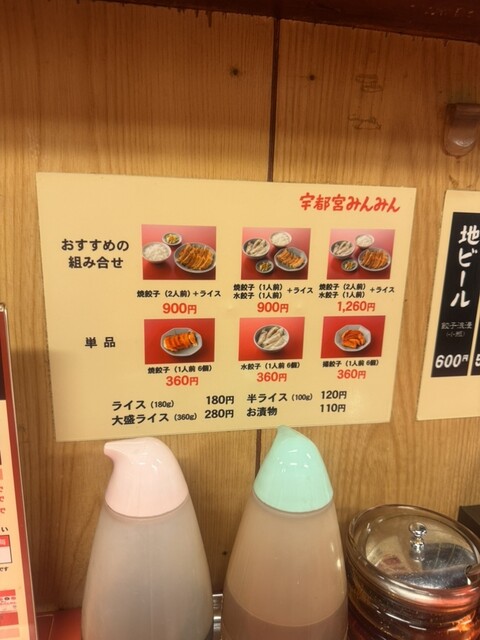 宇都宮みんみん
おすすめの
組み合せ
焼餃子(2人前)+ライス
900円
焼餃子(1人前)
水餃子(1人前)+ライス
900円
焼餃子(2人前)
水餃子(1人前)+ライス
1,260円
単品
焼餃子(1人前 6個)
360円
水餃子(1人前 6個)
360円
揚餃子(1人前 6個)
360円
ライス(180g) 180円
半ライス(100g) 120円
大盛ライス(360g) 280円
お漬物 110円
地ビール
餃子浪漫
600円